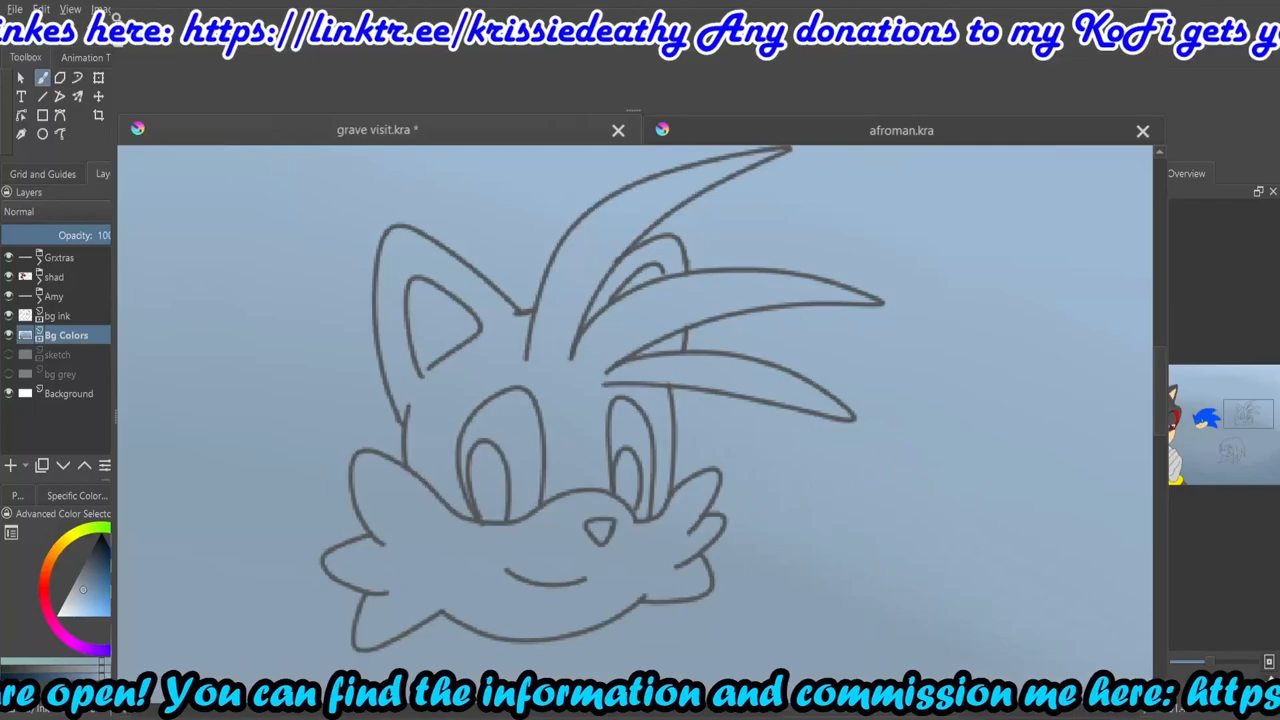 File Edit View Ima
inkes here: https://linktr.ee/krissiedeathy Any donations to my KoFi gets y
Toolbox Animation T
grave visit.kra *
afroman.kra
Grid and Guides Lay
Overview
Layers
Normal
Opacity: 100
Grxtras
shad
Amy
bg ink
Bg Colors
sketch
bg grey
Background
P... Specific Color...
Advanced Color Selecto
are open! You can find the information and commission me here: https